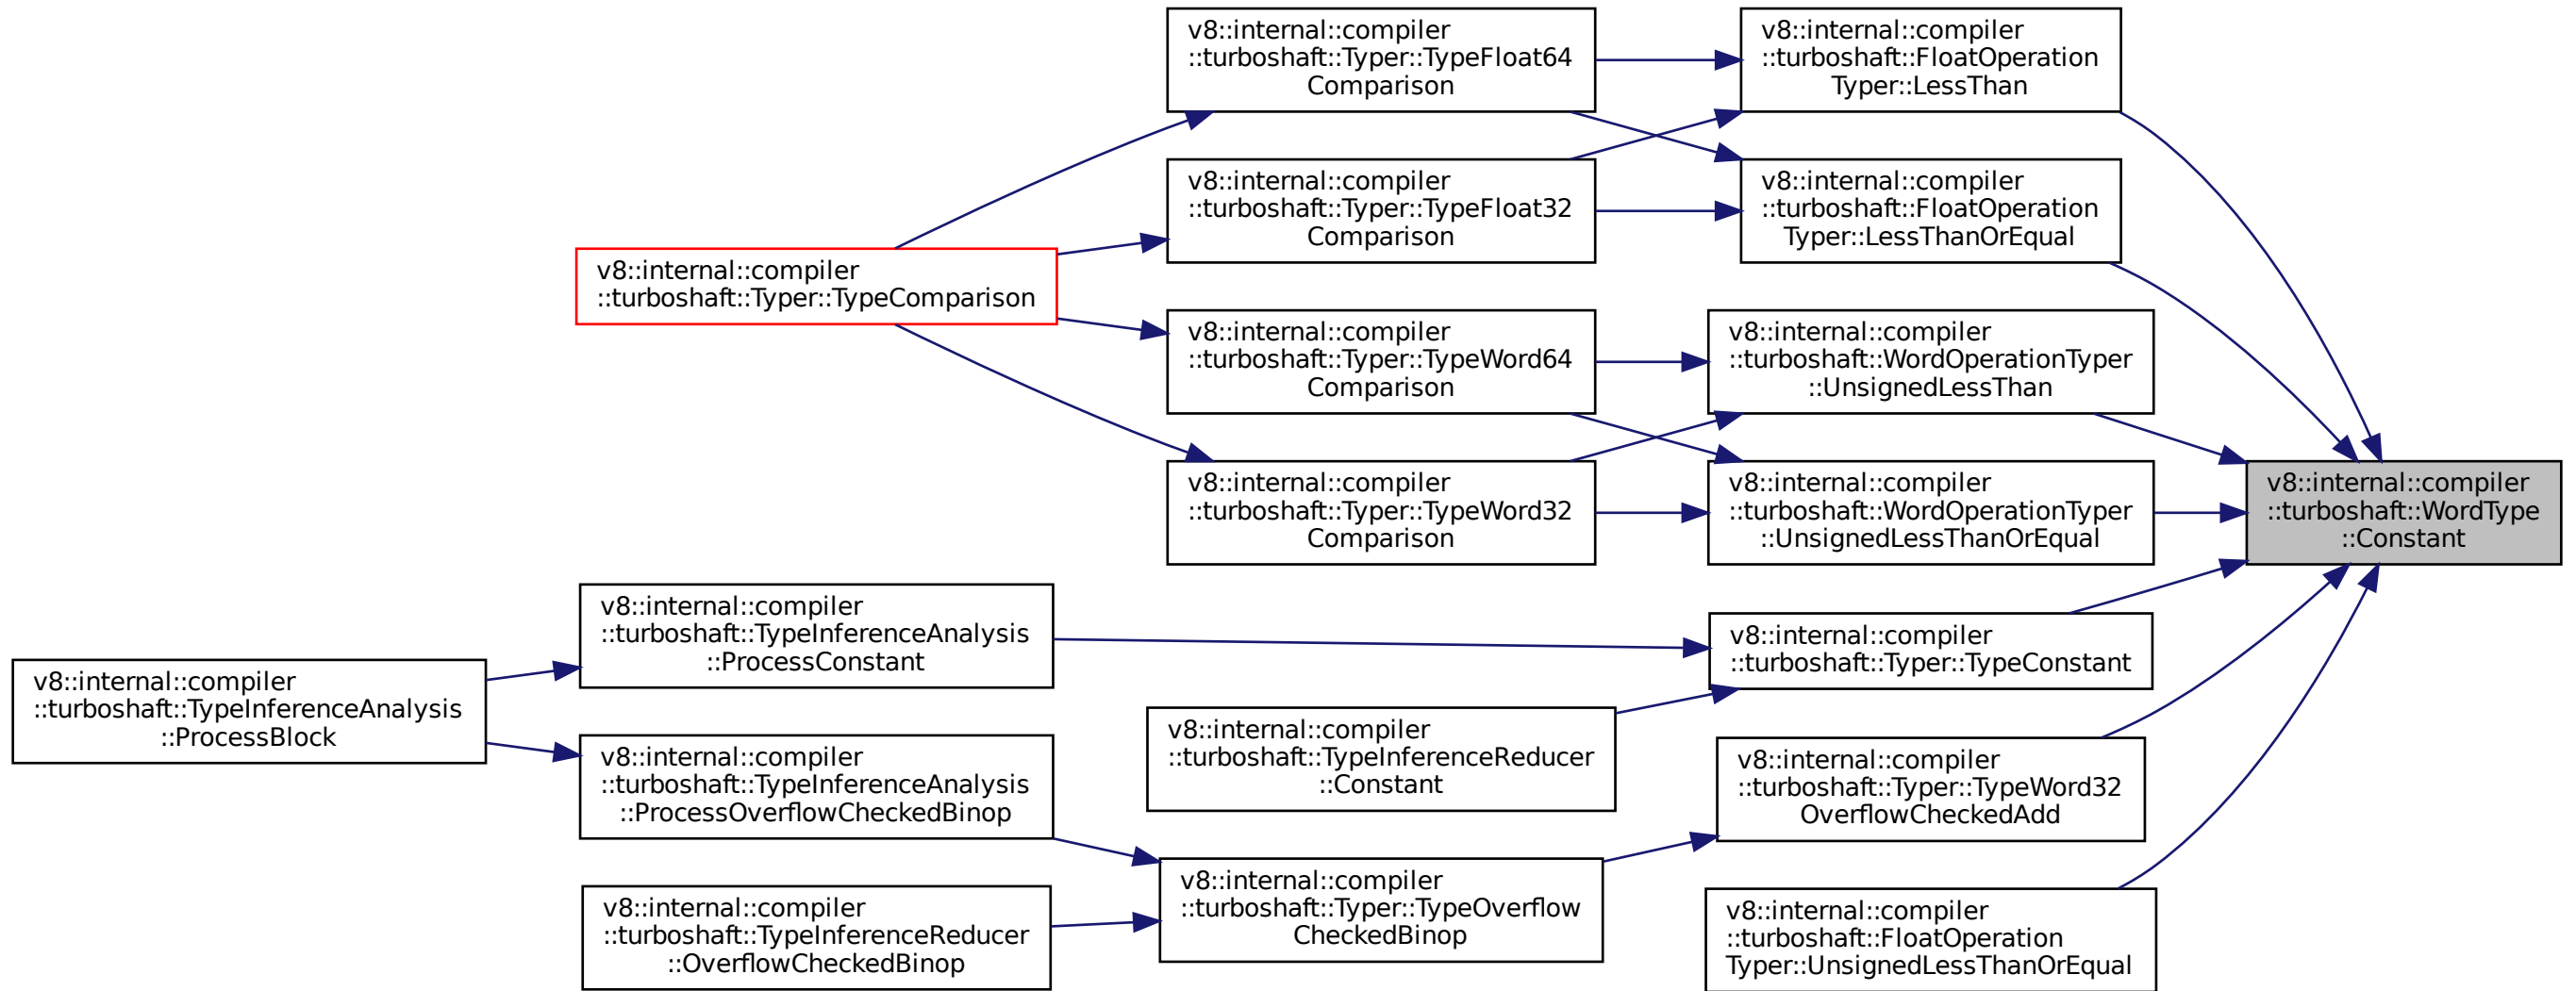 v8::internal::compiler
::turboshaft::Typer::TypeFloat64
Comparison
v8::internal::compiler
::turboshaft::FloatOperation
Typer::LessThan
v8::internal::compiler
::turboshaft::Typer::TypeFloat32
Comparison
v8::internal::compiler
::turboshaft::FloatOperation
Typer::LessThanOrEqual
v8::internal::compiler
::turboshaft::Typer::TypeComparison
v8::internal::compiler
::turboshaft::Typer::TypeWord64
Comparison
v8::internal::compiler
::turboshaft::WordOperationTyper
::UnsignedLessThan
v8::internal::compiler
::turboshaft::Typer::TypeWord32
Comparison
v8::internal::compiler
::turboshaft::WordOperationTyper
::UnsignedLessThanOrEqual
v8::internal::compiler
::turboshaft::WordType
::Constant
v8::internal::compiler
::turboshaft::TypeInferenceAnalysis
::ProcessConstant
v8::internal::compiler
::turboshaft::Typer::TypeConstant
v8::internal::compiler
::turboshaft::TypeInferenceAnalysis
::ProcessBlock
v8::internal::compiler
::turboshaft::TypeInferenceReducer
::Constant
v8::internal::compiler
::turboshaft::TypeInferenceAnalysis
::ProcessOverflowCheckedBinop
v8::internal::compiler
::turboshaft::Typer::TypeWord32
OverflowCheckedAdd
v8::internal::compiler
::turboshaft::Typer::TypeOverflow
CheckedBinop
v8::internal::compiler
::turboshaft::TypeInferenceReducer
::OverflowCheckedBinop
v8::internal::compiler
::turboshaft::FloatOperation
Typer::UnsignedLessThanOrEqual